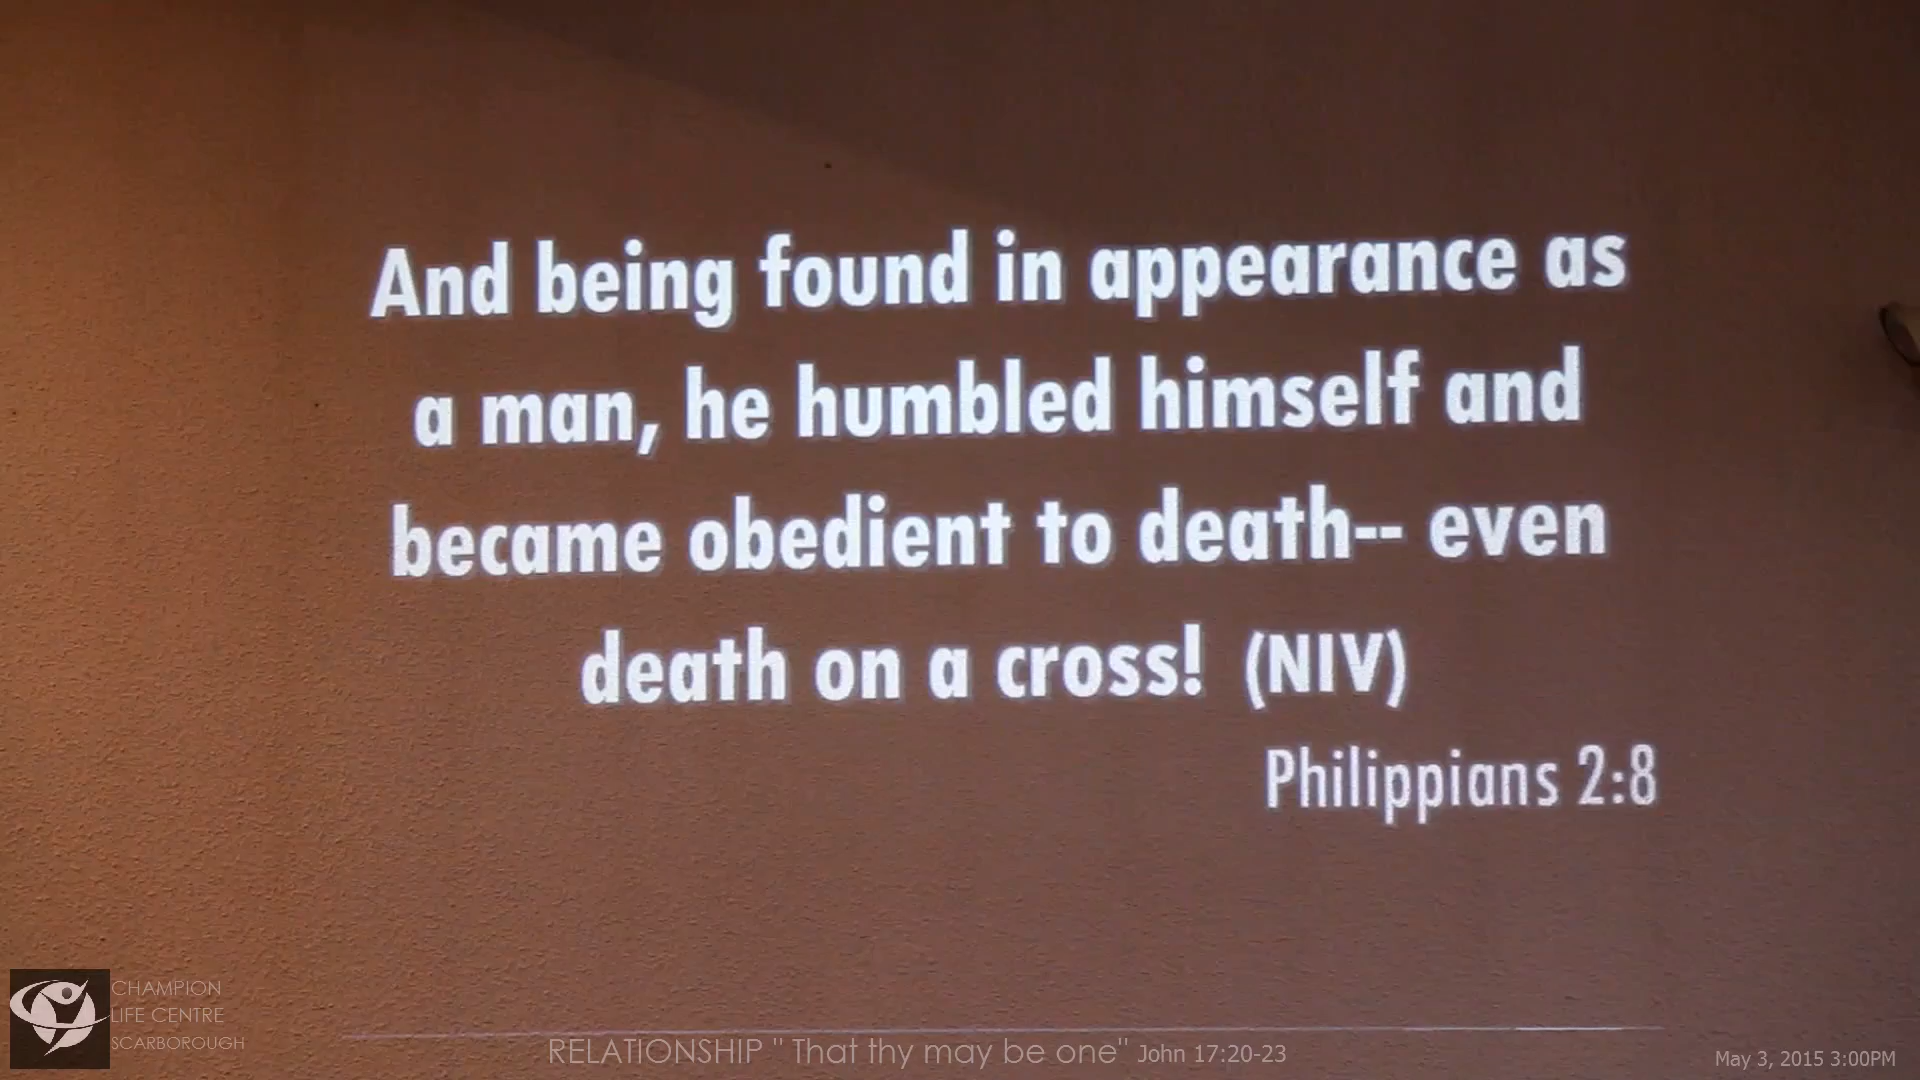 And being found in appearance as
a man, he humbled himself and
became obedient to death-- even
death on a cross! (NIV)
Philippians 2:8
CHAMPION
LIFE CENTRE
SCARBOROUGH
RELATIONSHIP " That thy may be one" John 17:20-23
May 3, 2015 3:00PM